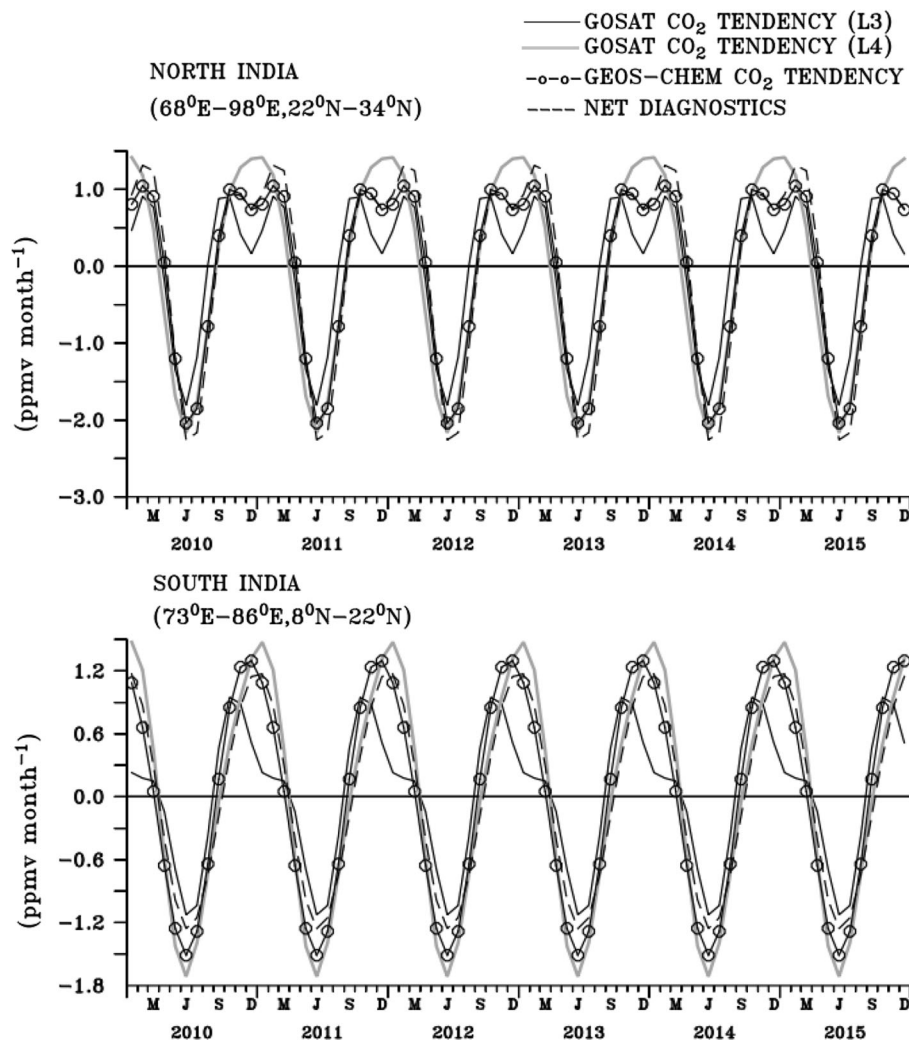 GOSAT CO₂ TENDENCY (L3)
GOSAT CO₂ TENDENCY (L4)
GEOS−CHEM CO₂ TENDENCY
NET DIAGNOSTICS
NORTH INDIA
(68⁰E−98⁰E,22⁰N−34⁰N)
(ppmv month⁻¹)
1.0
0.0
−1.0
−2.0
−3.0
M J S D M J S D M J S D M J S D M J S D M J S D
2010 2011 2012 2013 2014 2015
SOUTH INDIA
(73⁰E−86⁰E,8⁰N−22⁰N)
(ppmv month⁻¹)
1.2
0.6
0.0
−0.6
−1.2
−1.8
M J S D M J S D M J S D M J S D M J S D M J S D
2010 2011 2012 2013 2014 2015